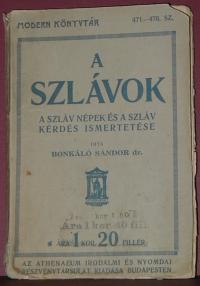 MODERN KÖNYVTÁR 471.–476. SZ.
A
SZLÁVOK
A SZLÁV NÉPEK ÉS A SZLÁV
KÉRDÉS ISMERTETÉSE
IRTA
BONKÁLÓ SÁNDOR dr.
ÁRA 1 KOR. 20 FILLÉR
AZ ATHENAEUM IRODALMI ÉS NYOMDAI
RÉSZVÉNYTÁRSULAT KIADÁSA BUDAPESTEN